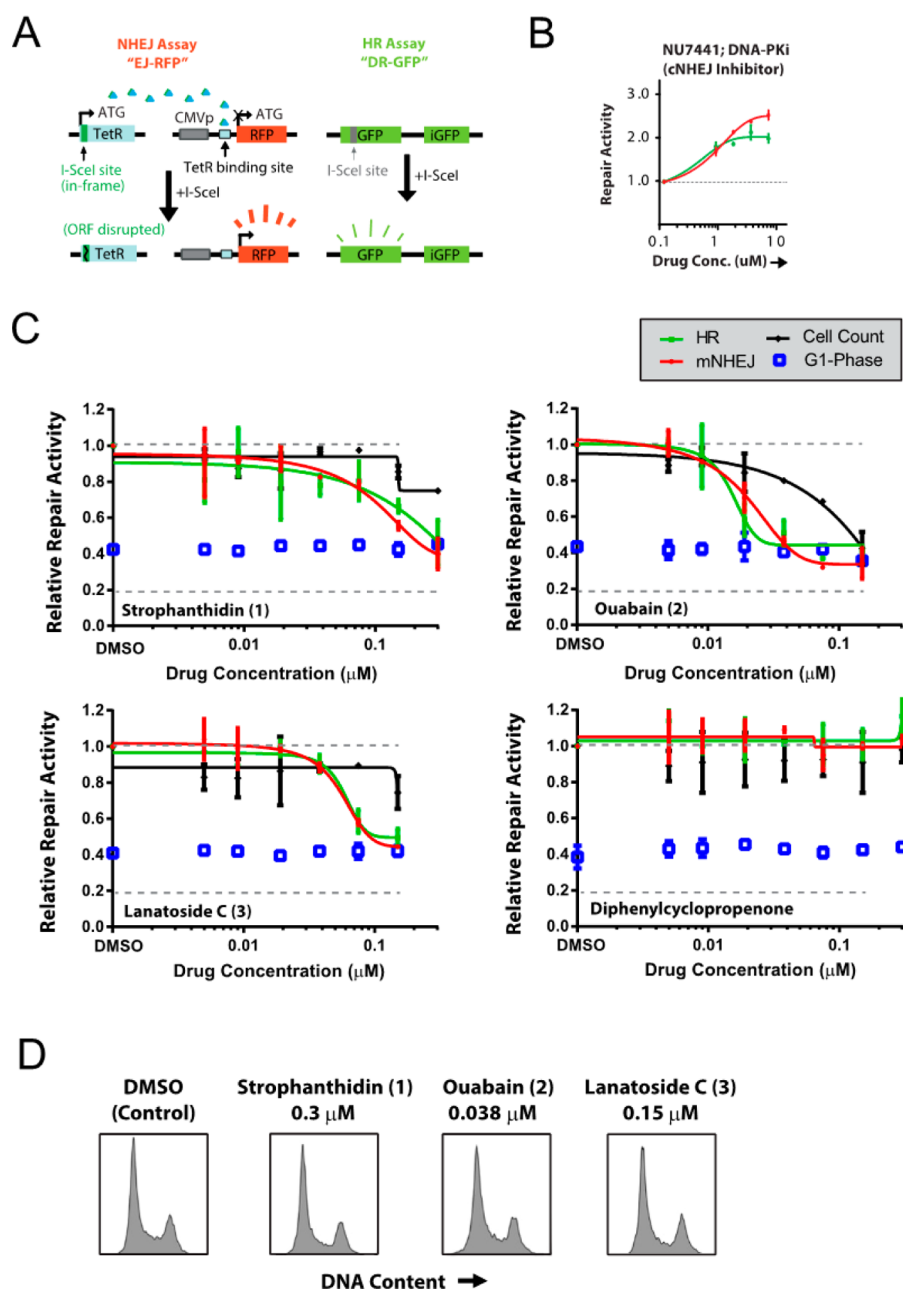 A
NHEJ Assay
"EJ-RFP"
HR Assay
"DR-GFP"
ATG
TetR
CMVp
ATG
RFP
GFP
iGFP
I-SceI site
(in-frame)
TetR binding site
I-SceI site
+I-SceI
+I-SceI
(ORF disrupted)
TetR
RFP
GFP
iGFP
B
NU7441; DNA-PKi
(cNHEJ Inhibitor)
Repair Activity
3.0
2.0
1.0
0.1
1
10
Drug Conc. (uM)
C
HR
Cell Count
mNHEJ
G1-Phase
Relative Repair Activity
1.2
1.0
0.8
0.6
0.4
0.2
0.0
Strophanthidin (1)
DMSO
0.01
0.1
Drug Concentration (μM)
Relative Repair Activity
1.2
1.0
0.8
0.6
0.4
0.2
0.0
Ouabain (2)
DMSO
0.01
0.1
Drug Concentration (μM)
Relative Repair Activity
1.2
1.0
0.8
0.6
0.4
0.2
0.0
Lanatoside C (3)
DMSO
0.01
0.1
Drug Concentration (μM)
Relative Repair Activity
1.2
1.0
0.8
0.6
0.4
0.2
0.0
Diphenylcyclopropenone
DMSO
0.01
0.1
Drug Concentration (μM)
D
DMSO
(Control)
Strophanthidin (1)
0.3 μM
Ouabain (2)
0.038 μM
Lanatoside C (3)
0.15 μM
DNA Content